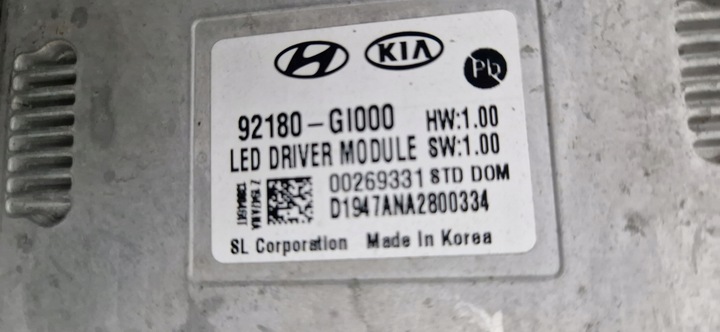 KIA
Pb
92180-GI000 HW:1.00
LED DRIVER MODULE SW:1.00
00269331 STD DOM
D1947ANA2800334
SL Corporation Made In Korea